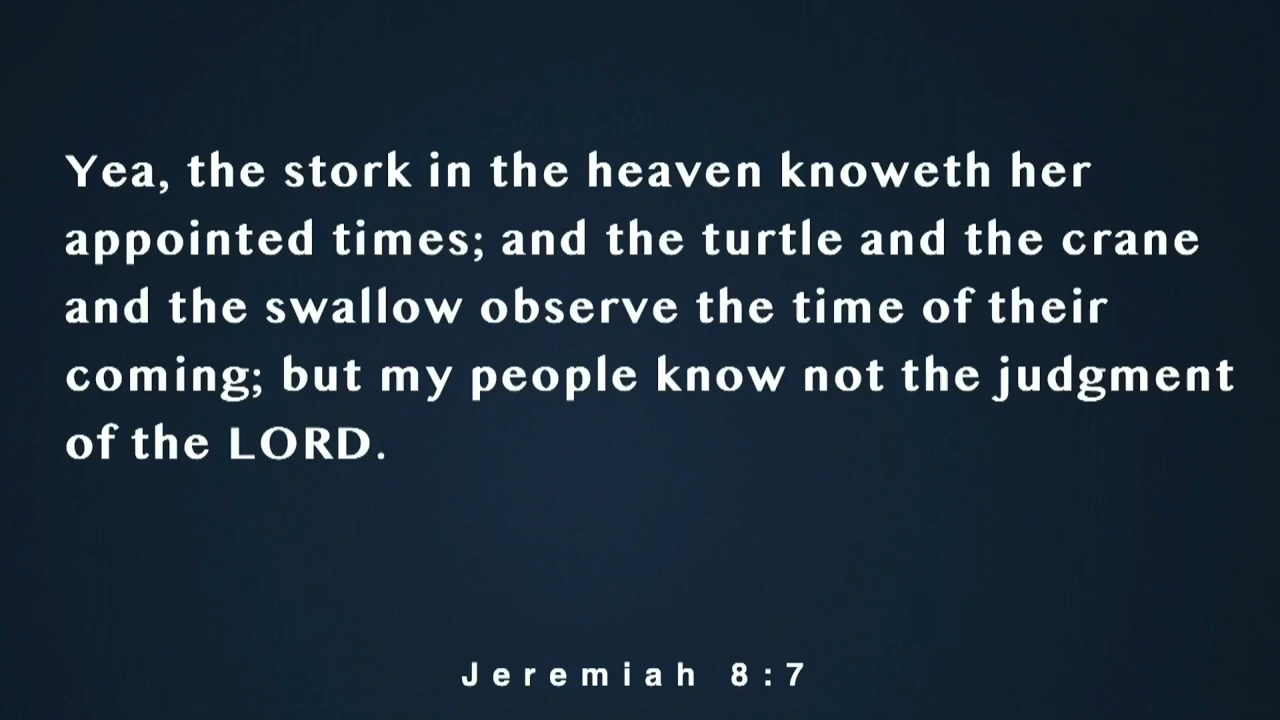 Yea, the stork in the heaven knoweth her
appointed times; and the turtle and the crane
and the swallow observe the time of their
coming; but my people know not the judgment
of the LORD.
Jeremiah 8:7